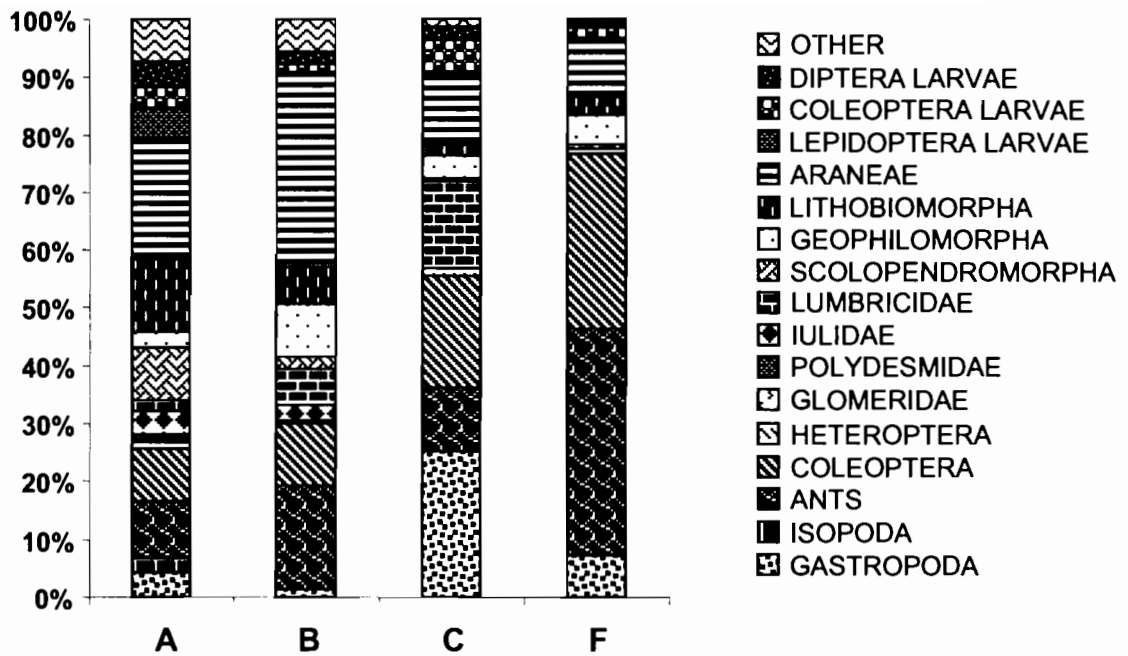 100%
90%
80%
70%
60%
50%
40%
30%
20%
10%
0%
A B C F
OTHER
DIPTERA LARVAE
COLEOPTERA LARVAE
LEPIDOPTERA LARVAE
ARANEAE
LITHOBIOMORPHA
GEOPHILOMORPHA
SCOLOPENDROMORPHA
LUMBRICIDAE
IULIDAE
POLYDESMIDAE
GLOMERIDAE
HETEROPTERA
COLEOPTERA
ANTS
ISOPODA
GASTROPODA